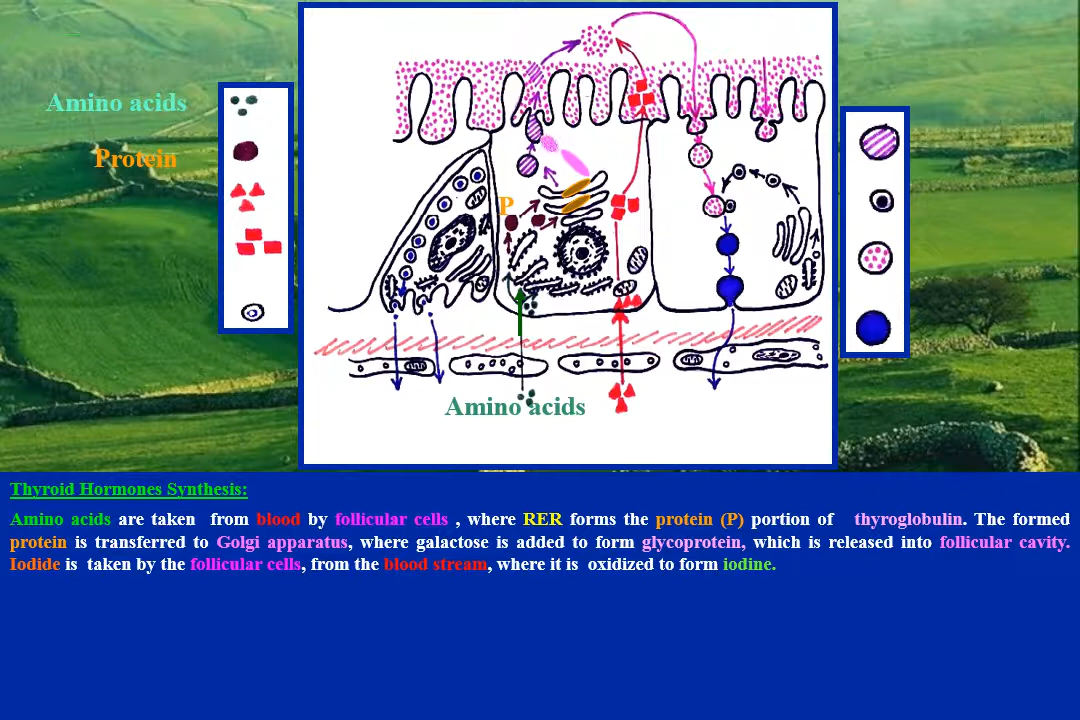 Amino acids
Protein
P
Amino acids
Thyroid Hormones Synthesis:
Amino acids are taken from blood by follicular cells , where RER forms the protein (P) portion of thyroglobulin. The formed
protein is transferred to Golgi apparatus, where galactose is added to form glycoprotein, which is released into follicular cavity.
Iodide is taken by the follicular cells, from the blood stream, where it is oxidized to form iodine.